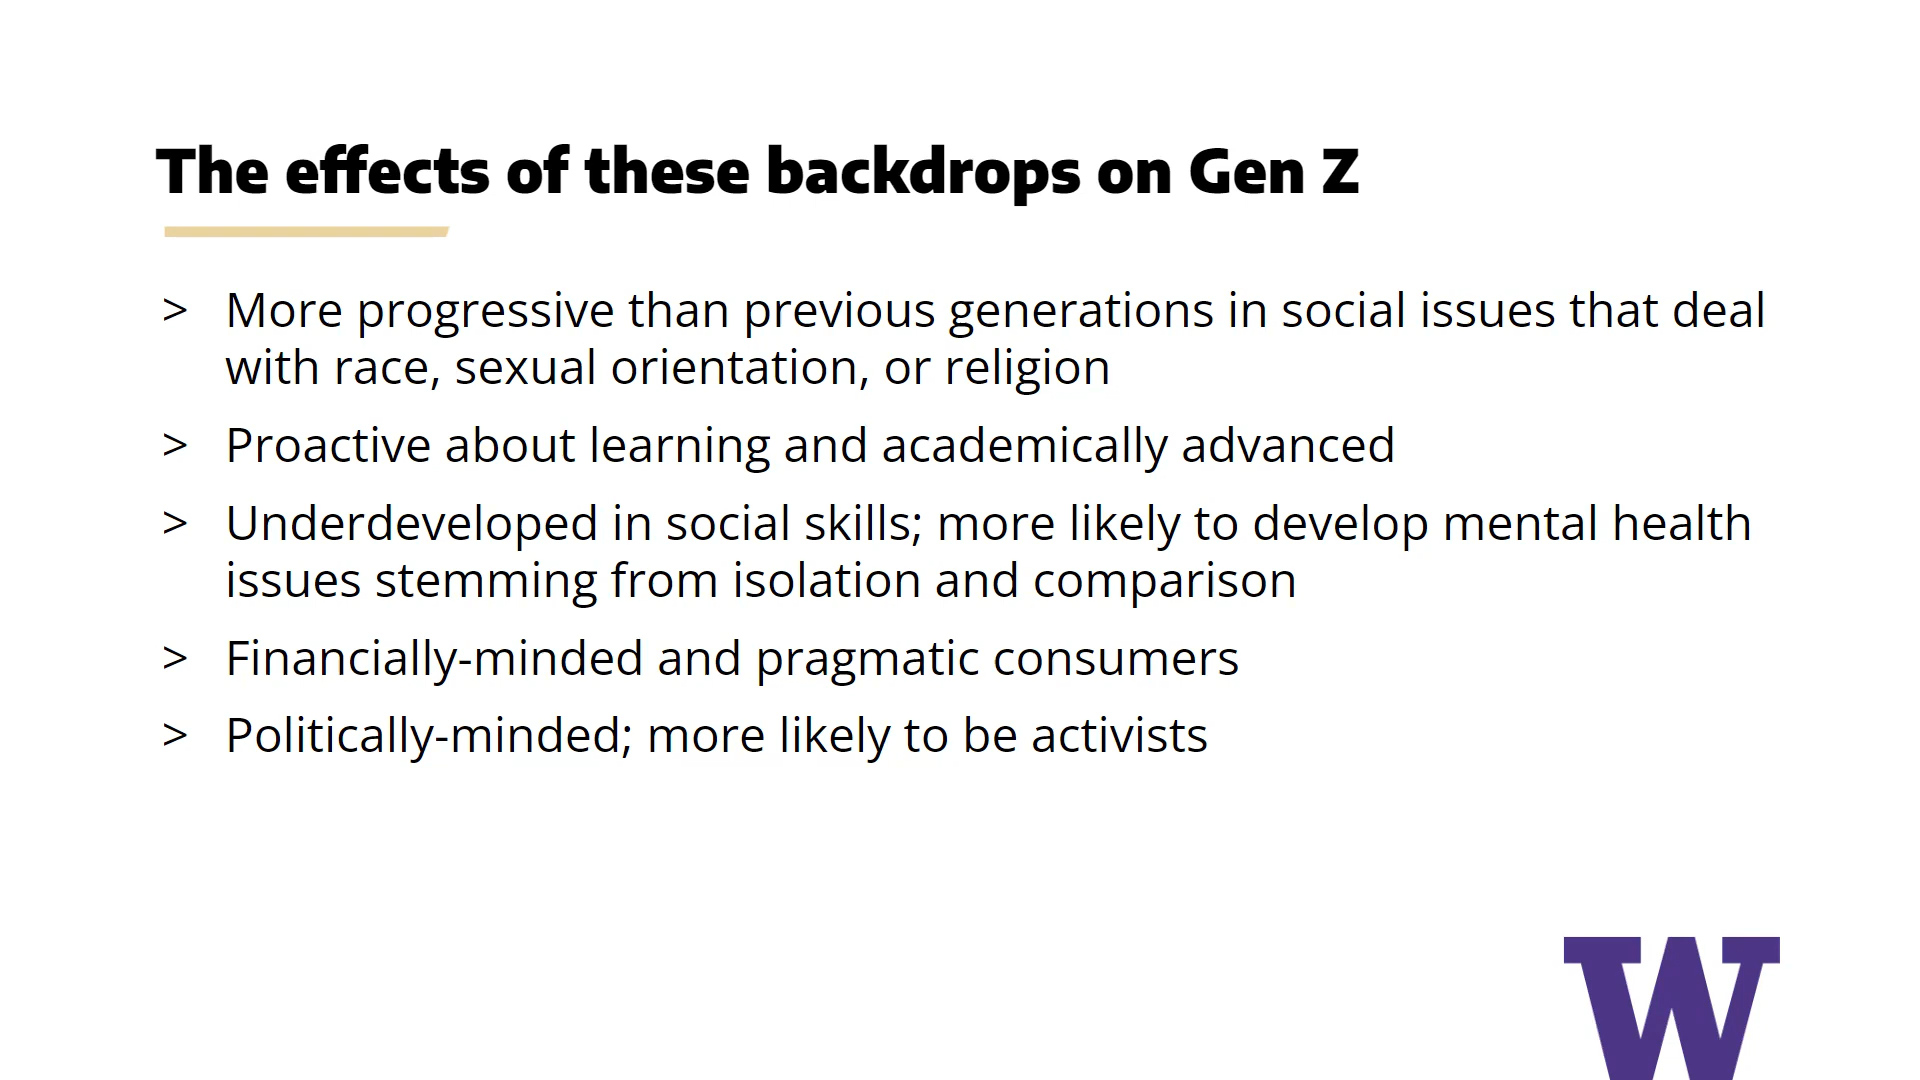 The effects of these backdrops on Gen Z
> More progressive than previous generations in social issues that deal
with race, sexual orientation, or religion
> Proactive about learning and academically advanced
> Underdeveloped in social skills; more likely to develop mental health
issues stemming from isolation and comparison
> Financially-minded and pragmatic consumers
> Politically-minded; more likely to be activists
W